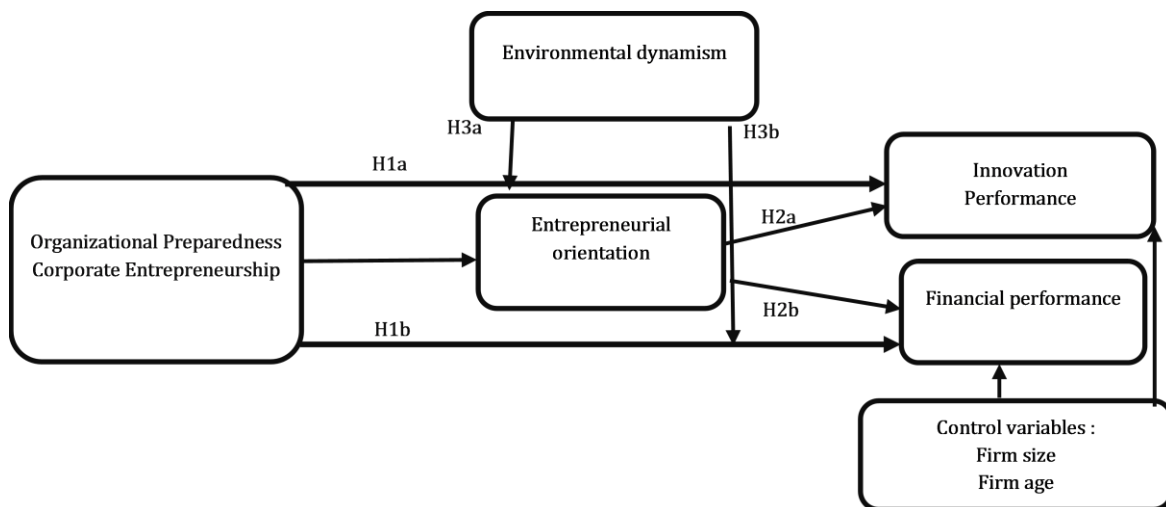 Environmental dynamism
H3a
H3b
H1a
Innovation
Performance
Organizational Preparedness
Corporate Entrepreneurship
Entrepreneurial
orientation
H2a
Financial performance
H2b
H1b
Control variables :
Firm size
Firm age